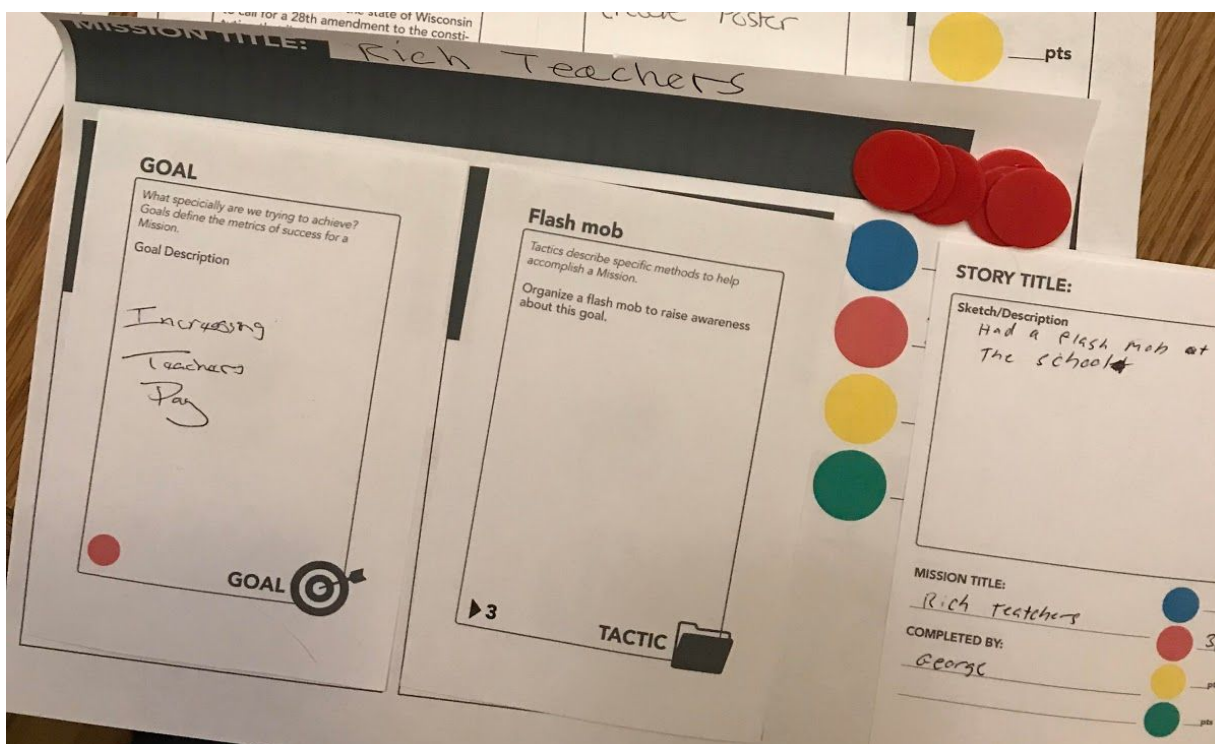 state of Wisconsin
call for a 28th amendment to the consti-
Poster
pts
MISSION TITLE: Rich Teachers
GOAL
What specicially are we trying to achieve?
Goals define the metrics of success for a
Mission.
Goal Description
Increasing
Teachers
Pay
GOAL
Flash mob
Tactics describe specific methods to help
accomplish a Mission.
Organize a flash mob to raise awareness
about this goal.
3
TACTIC
STORY TITLE:
Sketch/Description
Had a flash mob at
The school
MISSION TITLE:
Rich Teatchers
3
COMPLETED BY:
George
pts